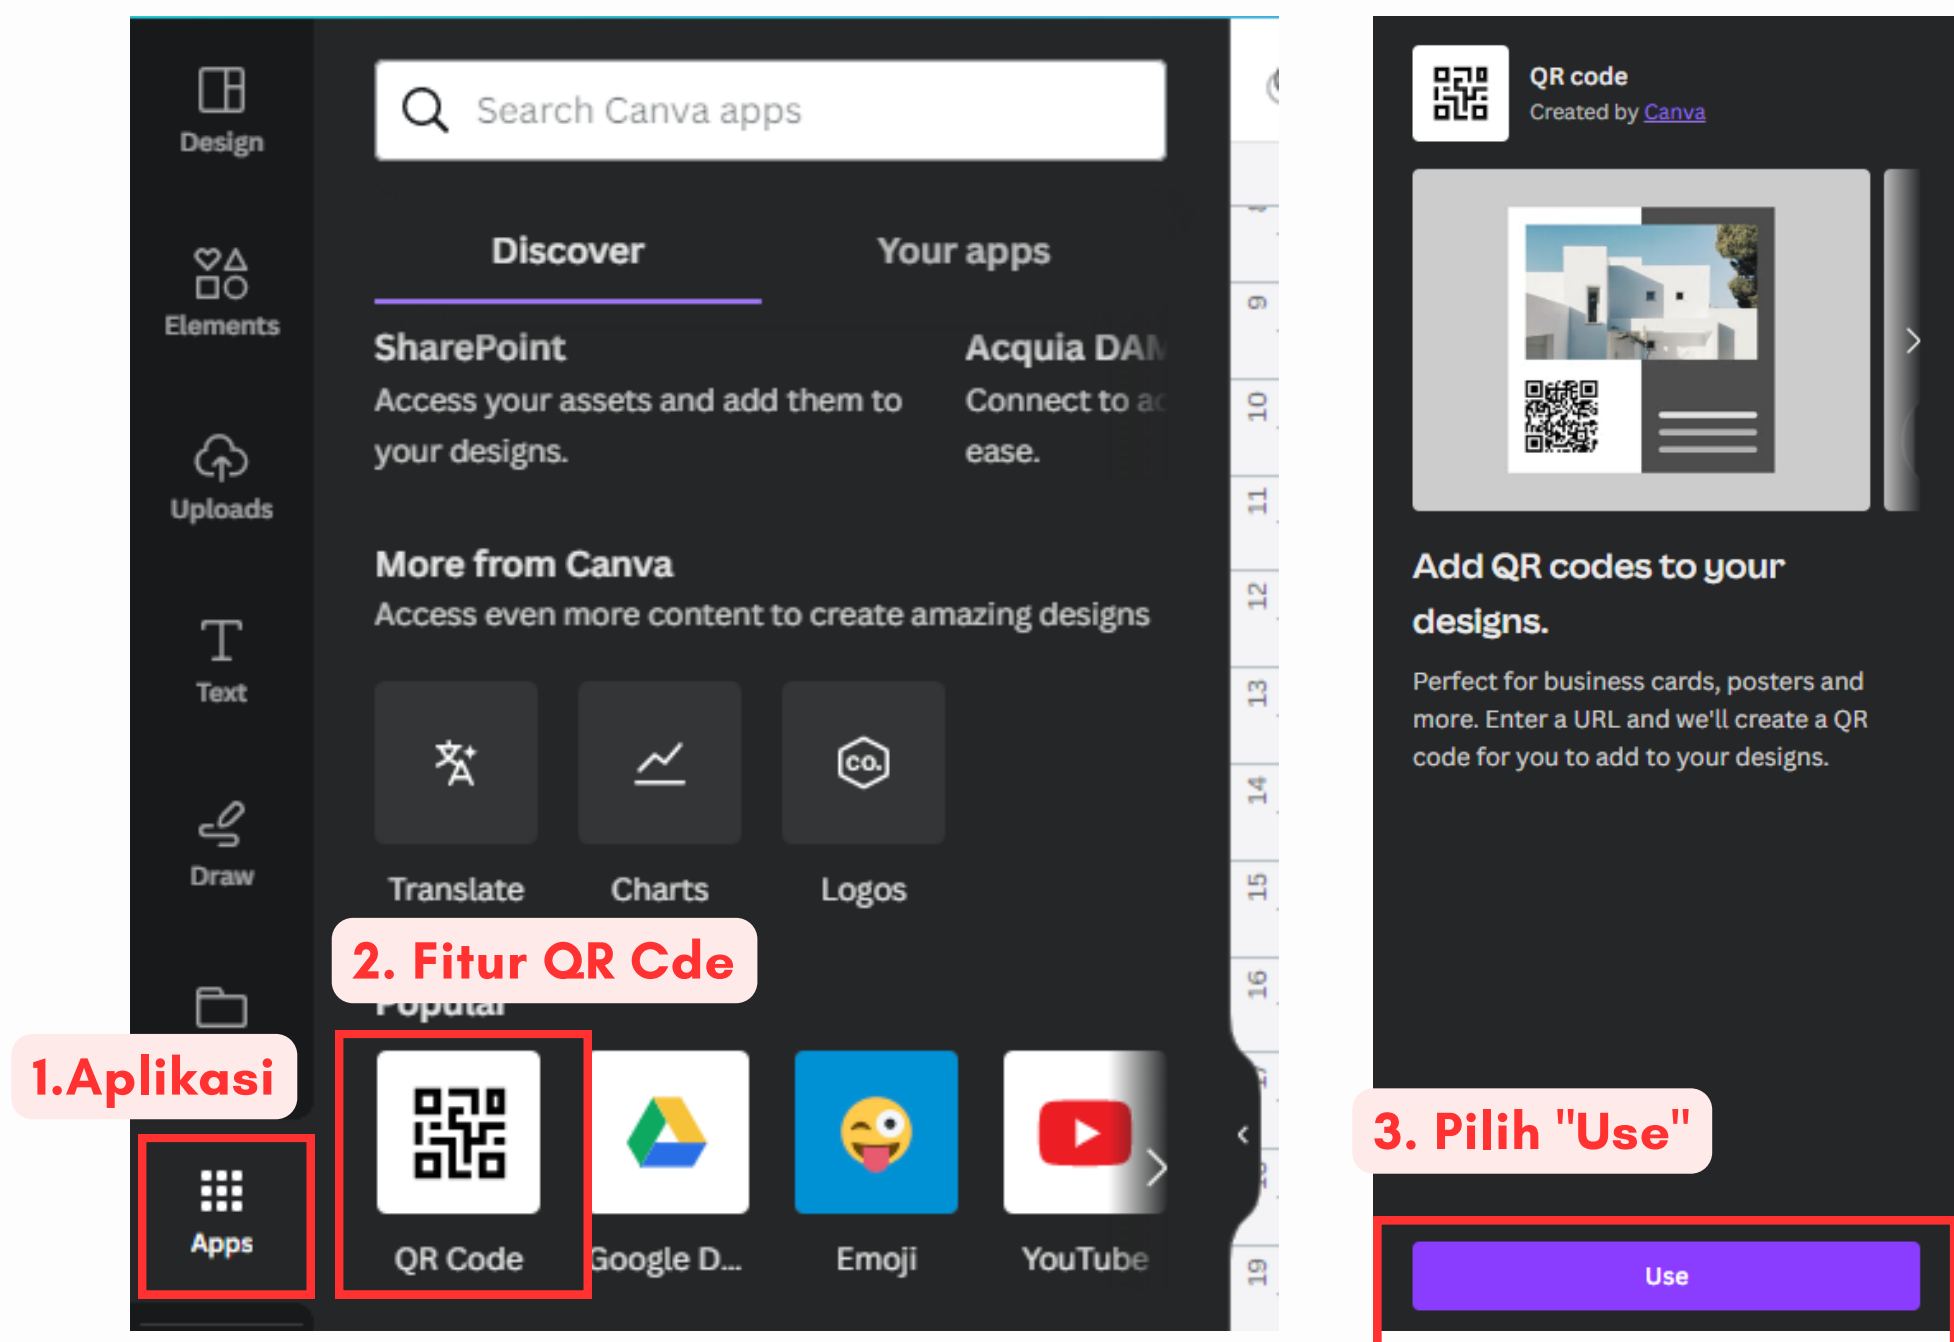 Design
Elements
Uploads
Text
Draw
1.Aplikasi
Apps
Search Canva apps
Discover
Your apps
SharePoint
Access your assets and add them to
your designs.
Acquia DAM
Connect to ac
ease.
More from Canva
Access even more content to create amazing designs
CO.
Translate
Charts
Logos
2. Fitur QR Cde
Popular
QR Code
Google D...
Emoji
YouTube
9
10
11
12
13
14
15
16
17
19
QR code
Created by Canva
Add QR codes to your
designs.
Perfect for business cards, posters and
more. Enter a URL and we'll create a QR
code for you to add to your designs.
3. Pilih "Use"
Use